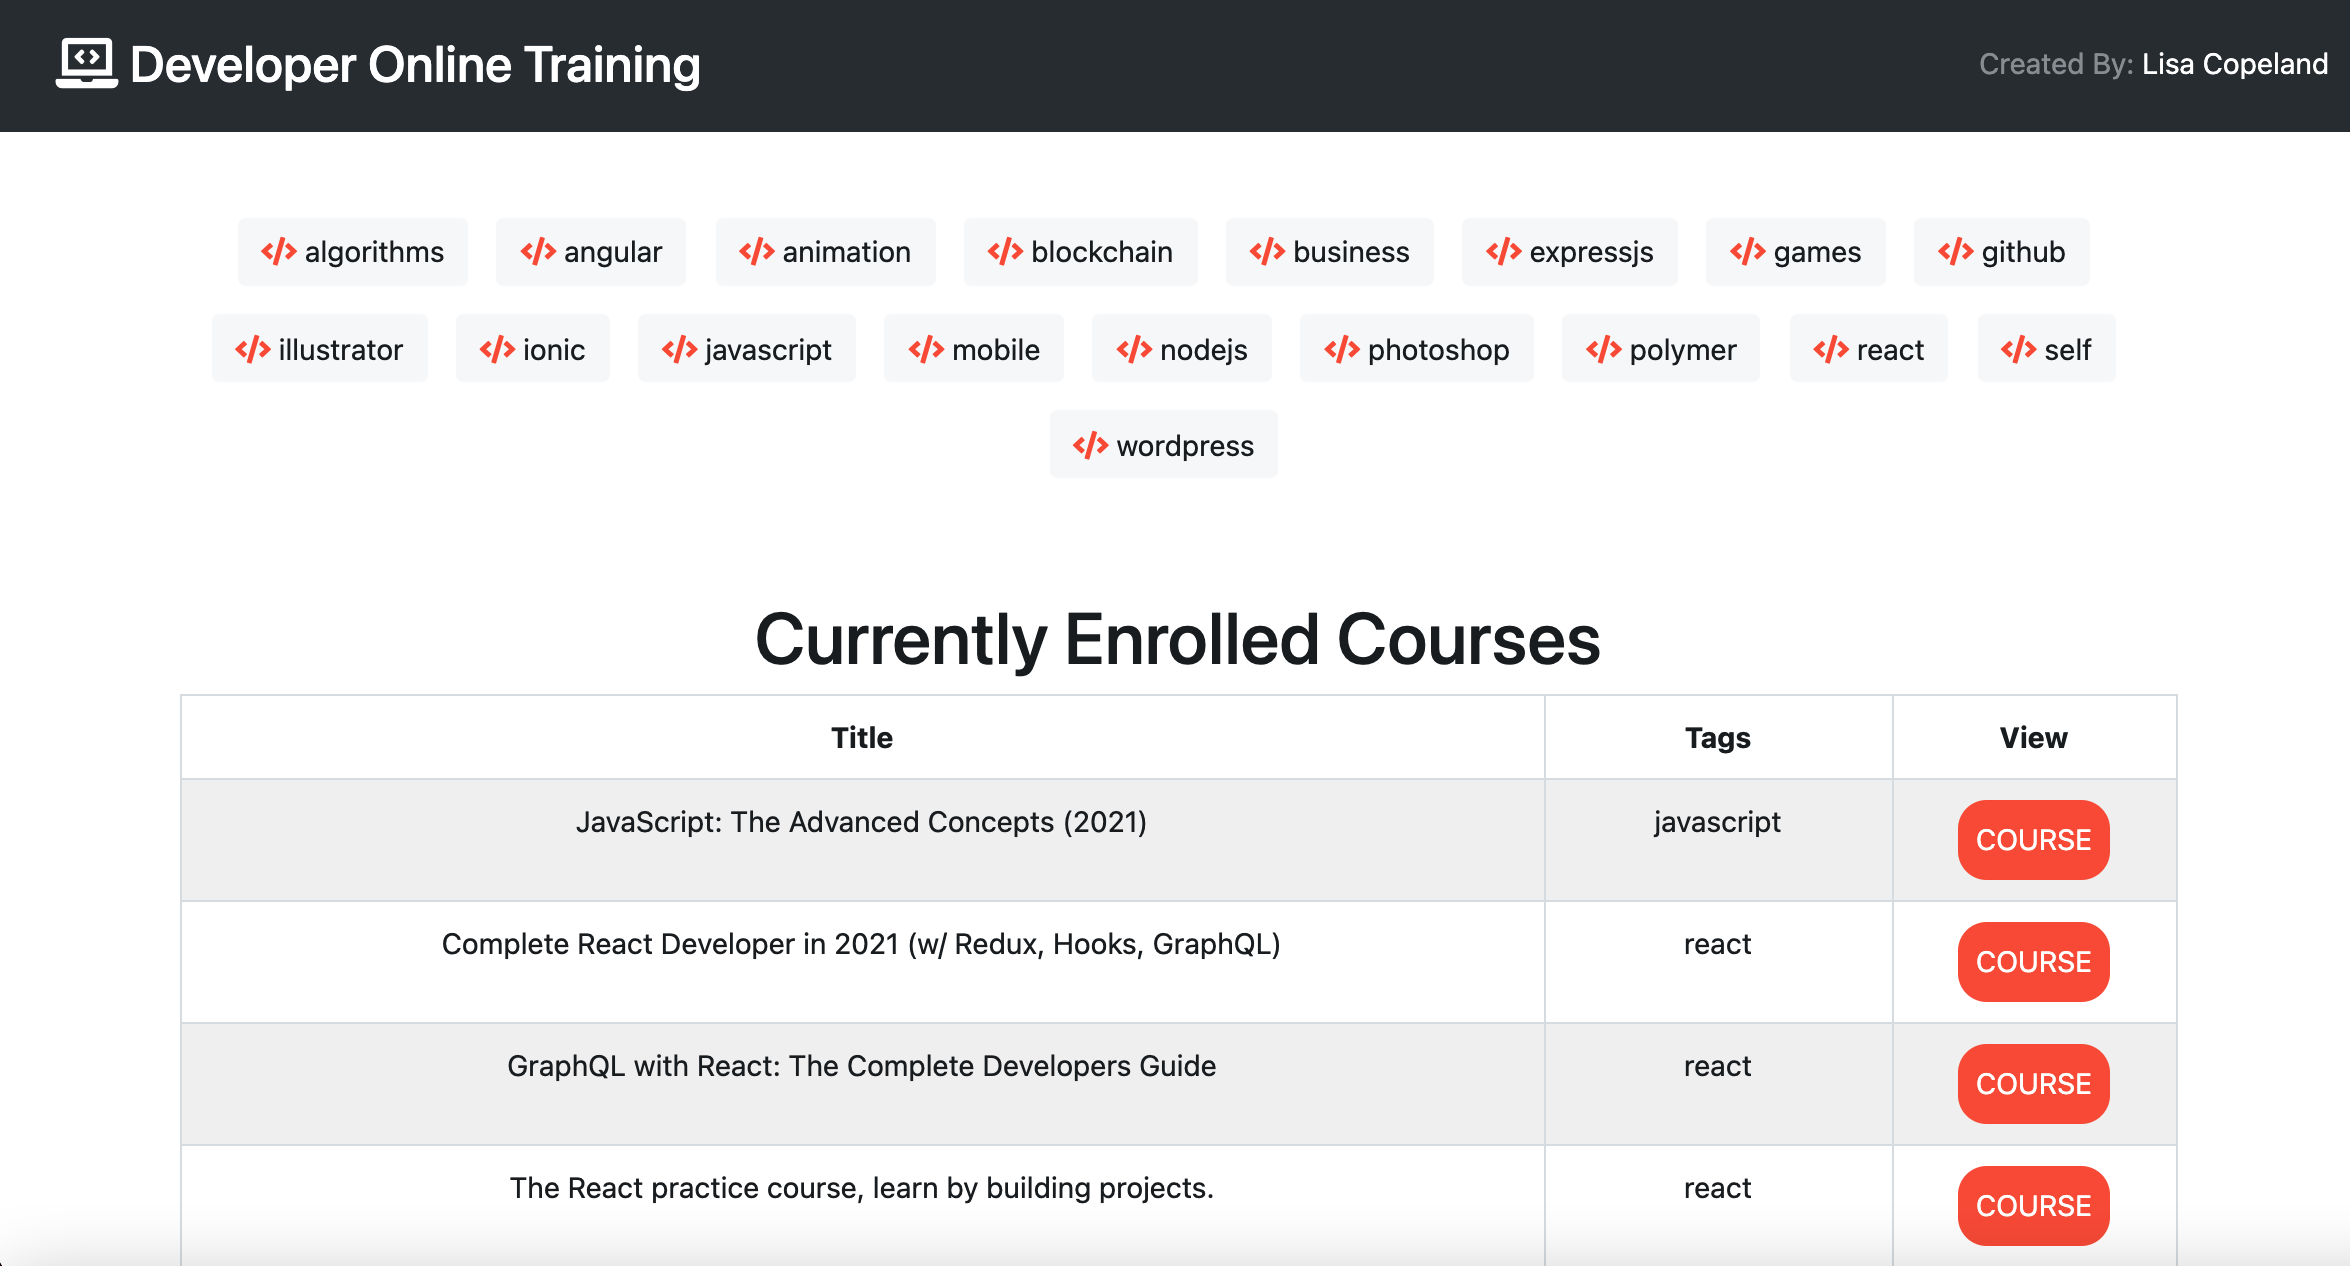 Developer Online Training
Created By: Lisa Copeland
</> algorithms </> angular </> animation </> blockchain </> business </> expressjs </> games </> github
</> illustrator </> ionic </> javascript </> mobile </> nodejs </> photoshop </> polymer </> react </> self
</> wordpress
Currently Enrolled Courses
Title Tags View
JavaScript: The Advanced Concepts (2021) javascript COURSE
Complete React Developer in 2021 (w/ Redux, Hooks, GraphQL) react COURSE
GraphQL with React: The Complete Developers Guide react COURSE
The React practice course, learn by building projects. react COURSE